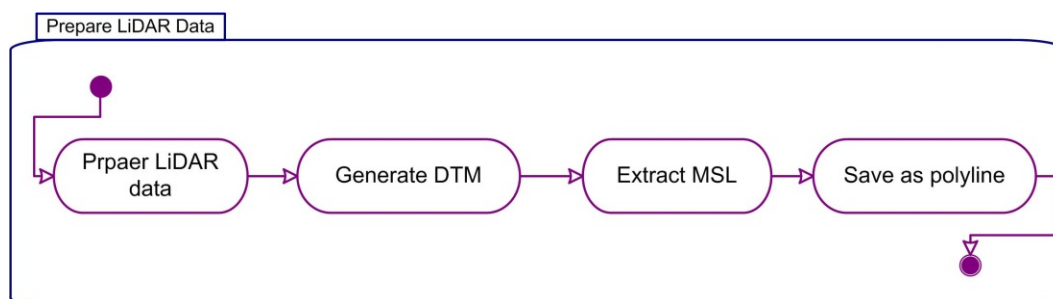 Prepare LiDAR Data
Prpaer LiDAR
data
Generate DTM
Extract MSL
Save as polyline